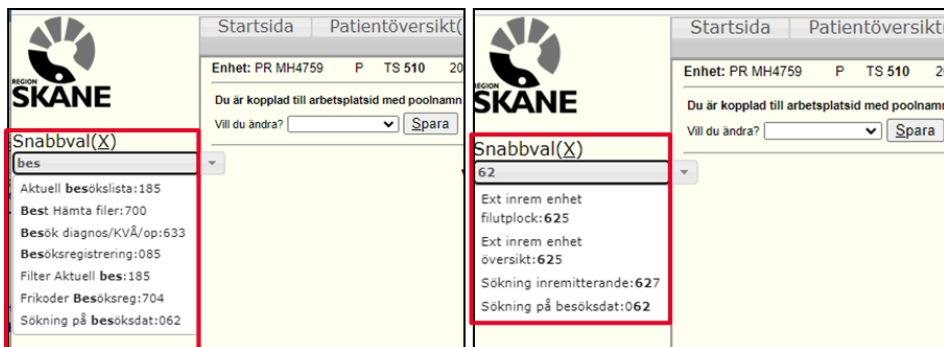 Startsida Patientöversikt(
REGION
SKÅNE
Enhet: PR MH4759 P TS 510 20
Du är kopplad till arbetsplatsid med poolnamn
Vill du ändra? Spara
Snabbval(X)
bes
Aktuell besökslista:185
Best Hämta filer:700
Besök diagnos/KVÅ/op:633
Besöksregistrering:085
Filter Aktuell bes:185
Frikoder Besöksreg:704
Sökning på besöksdat:062
Startsida Patientöversikt(
REGION
SKÅNE
Enhet: PR MH4759 P TS 510 2
Du är kopplad till arbetsplatsid med poolnamn
Vill du ändra? Spara
Snabbval(X)
62
Ext inrem enhet
filutplock:625
Ext inrem enhet
översikt:625
Sökning inremitterande:627
Sökning på besöksdat:062